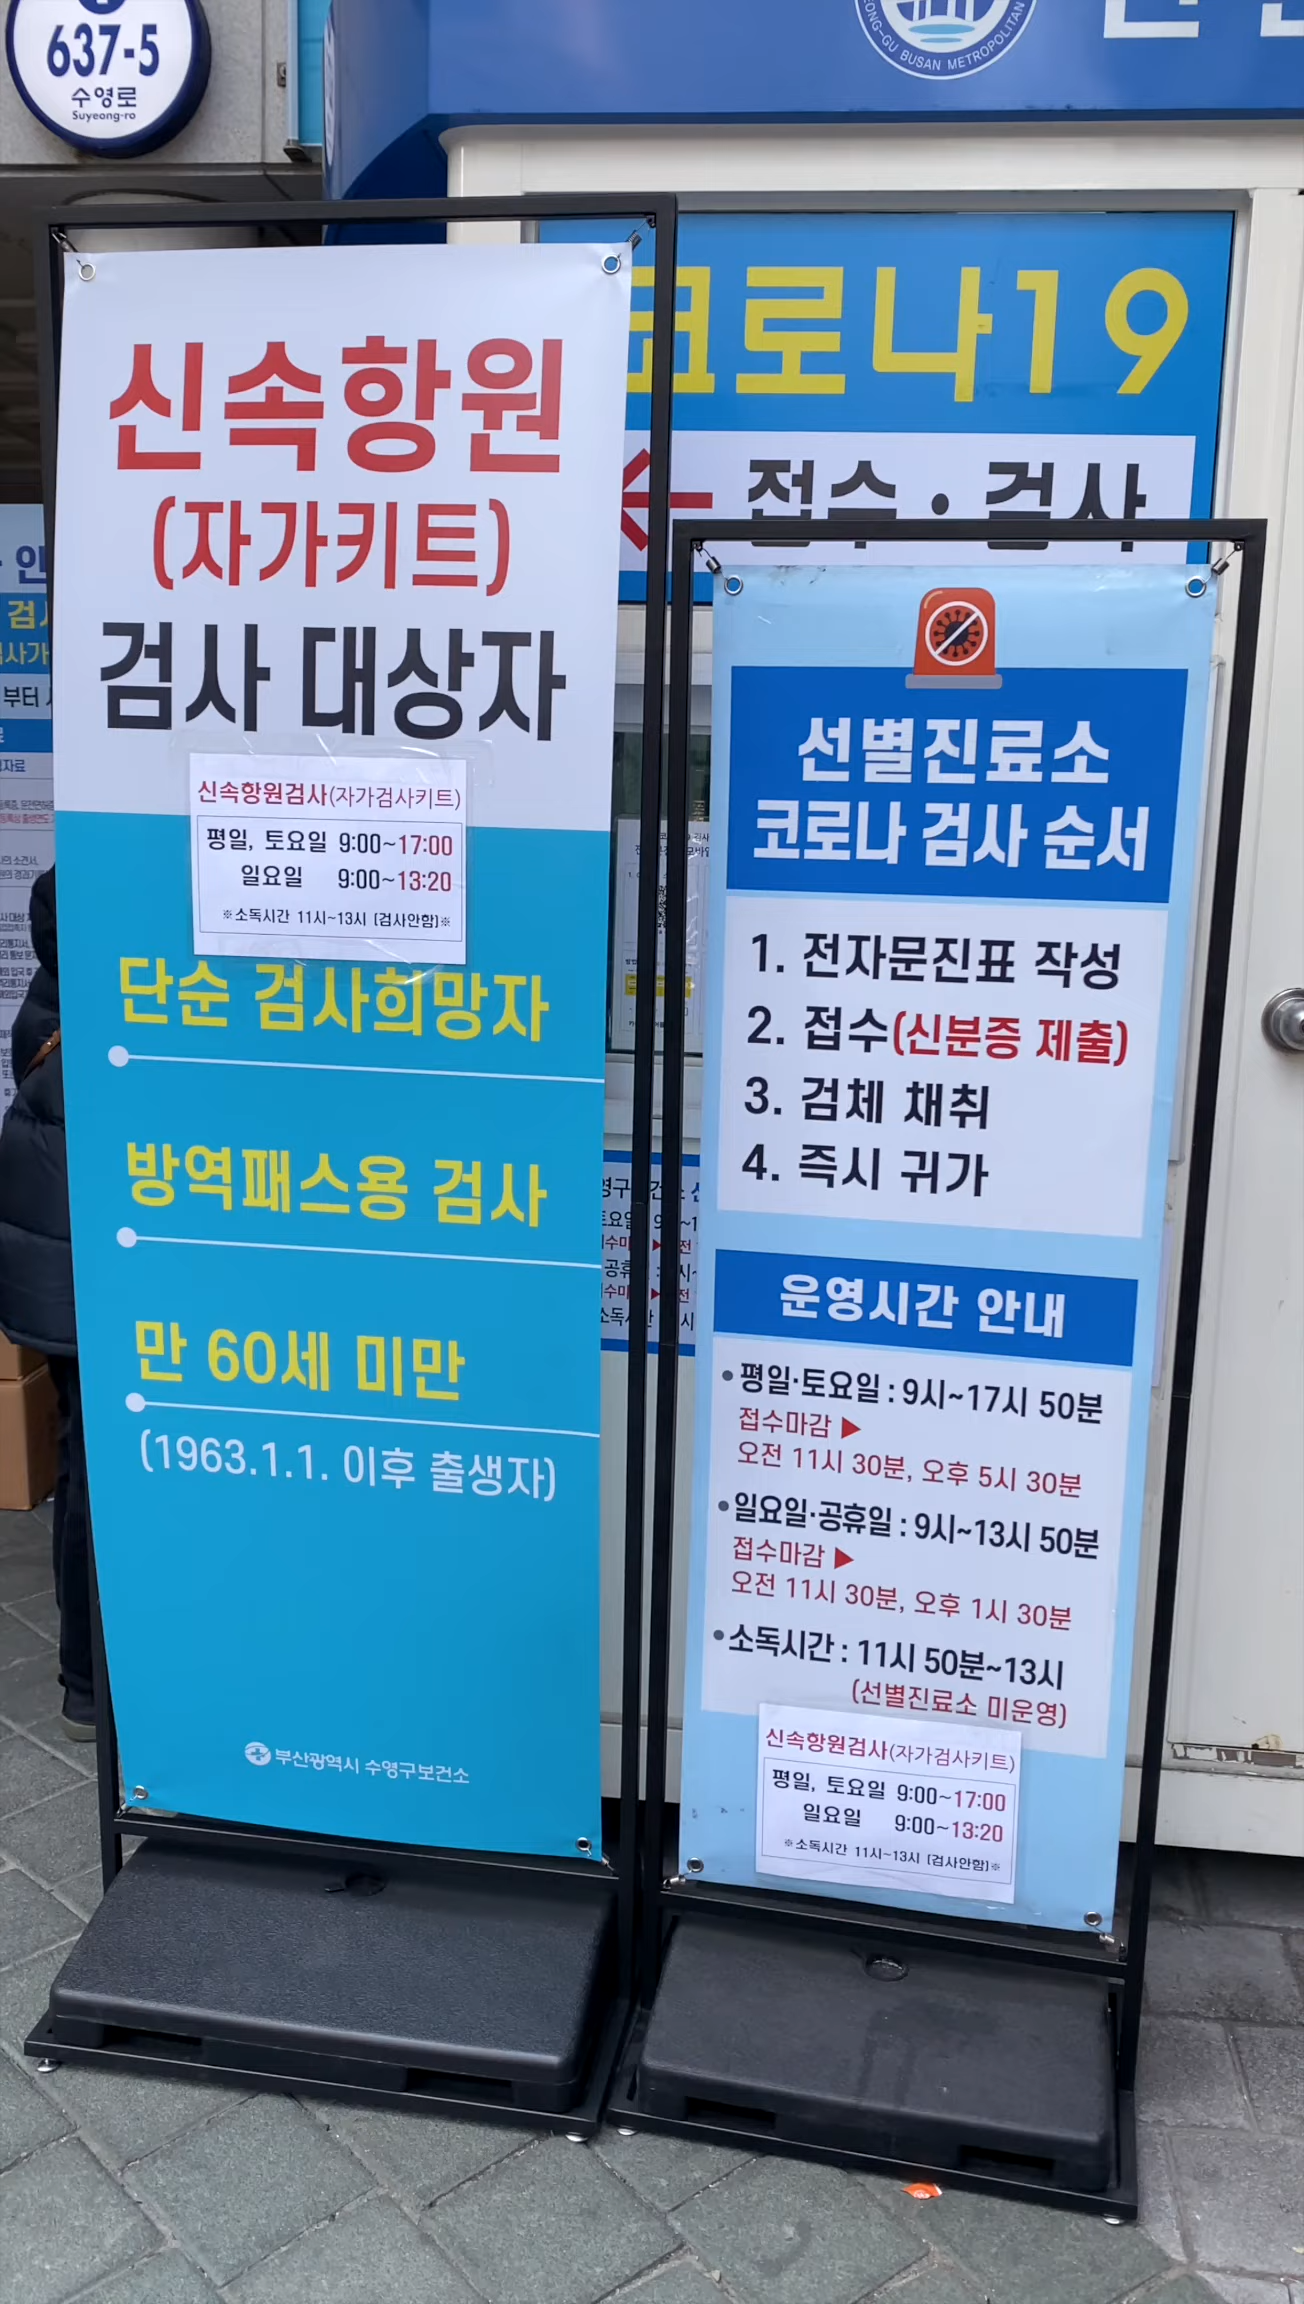 637-5
수영로
Suyeong-ro
BUSAN METROPOLITAN
코로나19
접수·검사
신속항원
(자가키트)
검사 대상자
신속항원검사(자가검사키트)
평일, 토요일 9:00~17:00
일요일 9:00~13:20
※소독시간 11시~13시 [검사안함]※
단순 검사희망자
방역패스용 검사
만 60세 미만
(1963.1.1. 이후 출생자)
부산광역시 수영구보건소
선별진료소
코로나 검사 순서
1. 전자문진표 작성
2. 접수(신분증 제출)
3. 검체 채취
4. 즉시 귀가
운영시간 안내
•평일·토요일 : 9시~17시 50분
접수마감 ▶
오전 11시 30분, 오후 5시 30분
•일요일·공휴일 : 9시~13시 50분
접수마감 ▶
오전 11시 30분, 오후 1시 30분
•소독시간 : 11시 50분~13시
(선별진료소 미운영)
신속항원검사(자가검사키트)
평일, 토요일 9:00~17:00
일요일 9:00~13:20
※소독시간 11시~13시 [검사안함]※